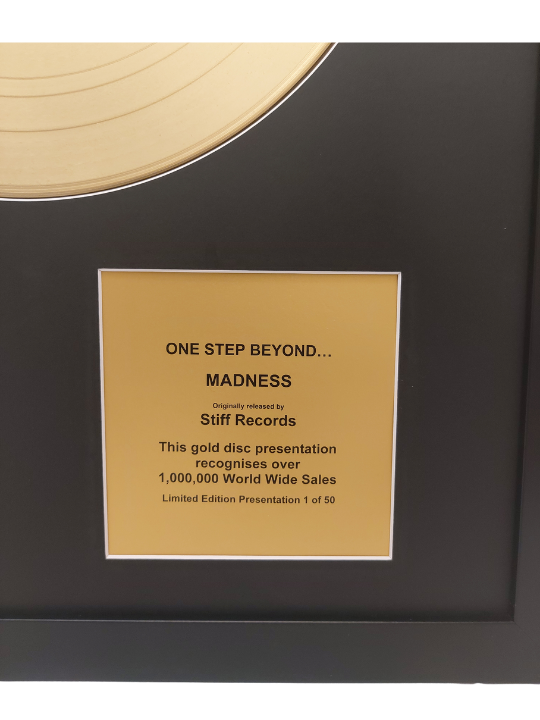 ONE STEP BEYOND...
MADNESS
Originally released by
Stiff Records
This gold disc presentation
recognises over
1,000,000 World Wide Sales
Limited Edition Presentation 1 of 50